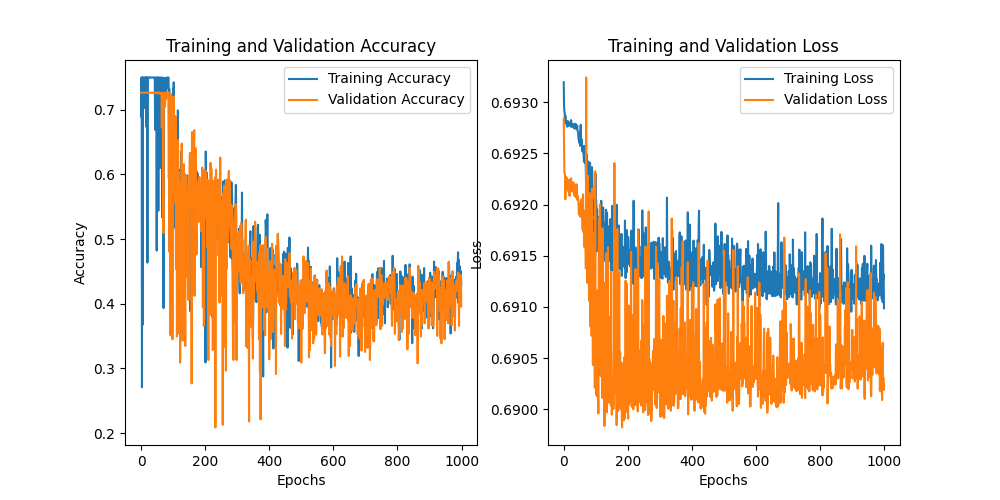 Training and Validation Accuracy
Training Accuracy
Validation Accuracy
0.7
0.6
0.5
0.4
0.3
0.2
Accuracy
0 200 400 600 800 1000
Epochs
Training and Validation Loss
Training Loss
Validation Loss
0.6930
0.6925
0.6920
0.6915
0.6910
0.6905
0.6900
Loss
0 200 400 600 800 1000
Epochs